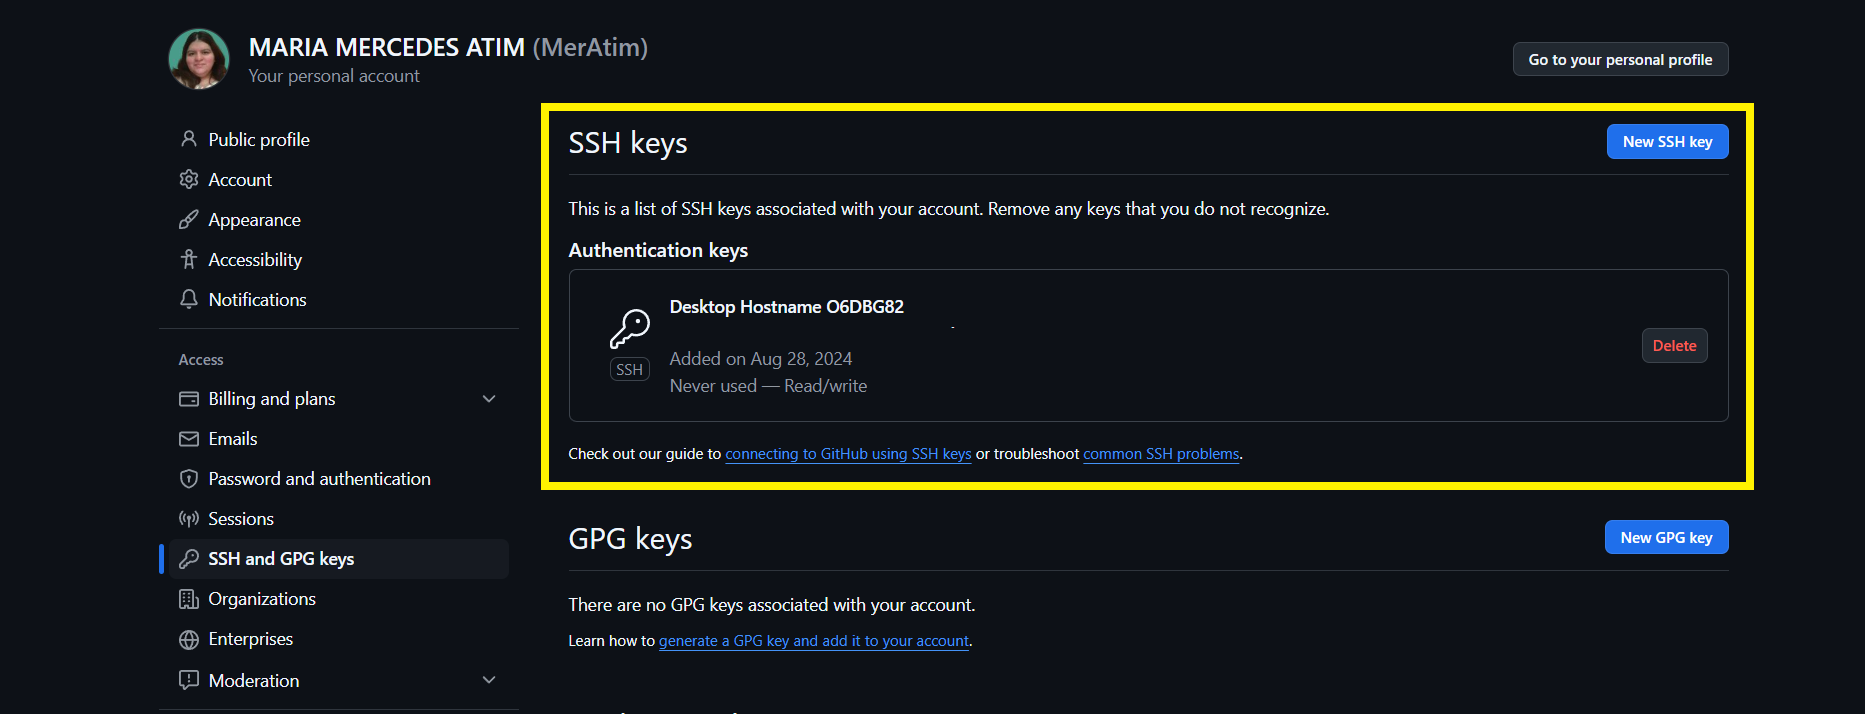 MARIA MERCEDES ATIM (MerAtim)
Your personal account
Go to your personal profile
Public profile
Account
Appearance
Accessibility
Notifications
Access
Billing and plans
Emails
Password and authentication
Sessions
SSH and GPG keys
Organizations
Enterprises
Moderation
SSH keys
New SSH key
This is a list of SSH keys associated with your account. Remove any keys that you do not recognize.
Authentication keys
Desktop Hostname O6DBG82
SSH
Added on Aug 28, 2024
Never used — Read/write
Delete
Check out our guide to connecting to GitHub using SSH keys or troubleshoot common SSH problems.
GPG keys
New GPG key
There are no GPG keys associated with your account.
Learn how to generate a GPG key and add it to your account.